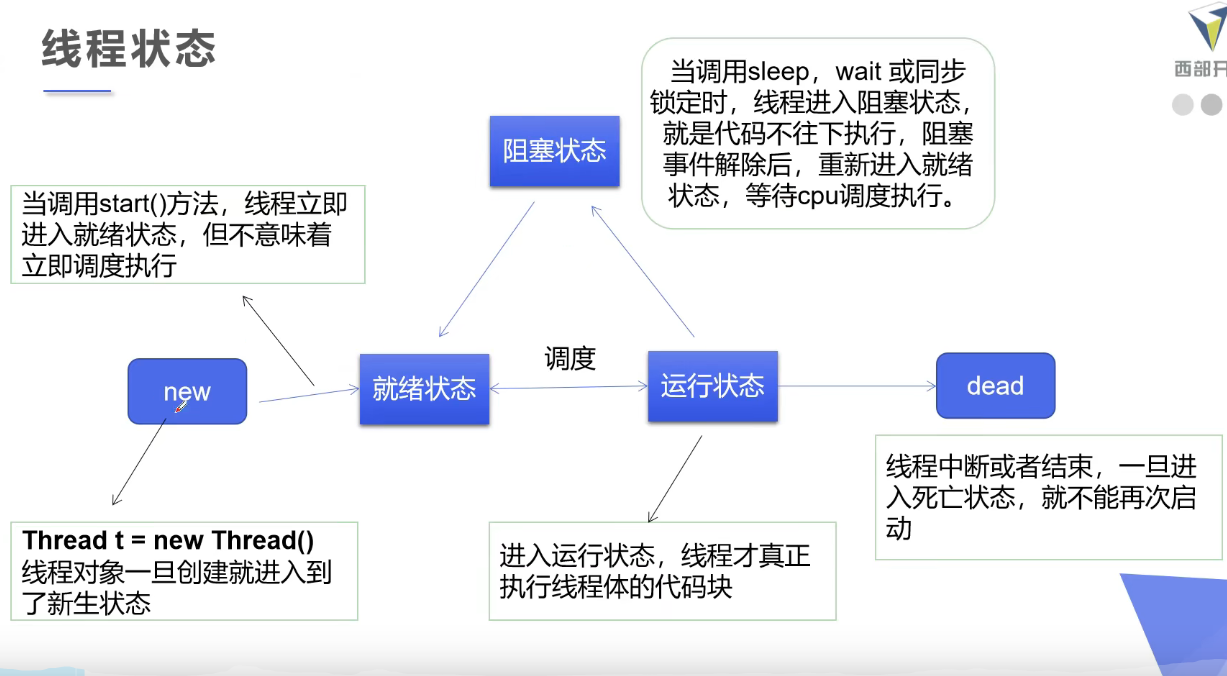 线程状态
西部开
当调用sleep，wait 或同步
锁定时，线程进入阻塞状态，
就是代码不往下执行，阻塞
事件解除后，重新进入就绪
状态，等待cpu调度执行。
阻塞状态
当调用start()方法，线程立即
进入就绪状态，但不意味着
立即调度执行
new
就绪状态
调度
运行状态
dead
线程中断或者结束，一旦进
入死亡状态，就不能再次启
动
Thread t = new Thread()
线程对象一旦创建就进入到
了新生状态
进入运行状态，线程才真正
执行线程体的代码块